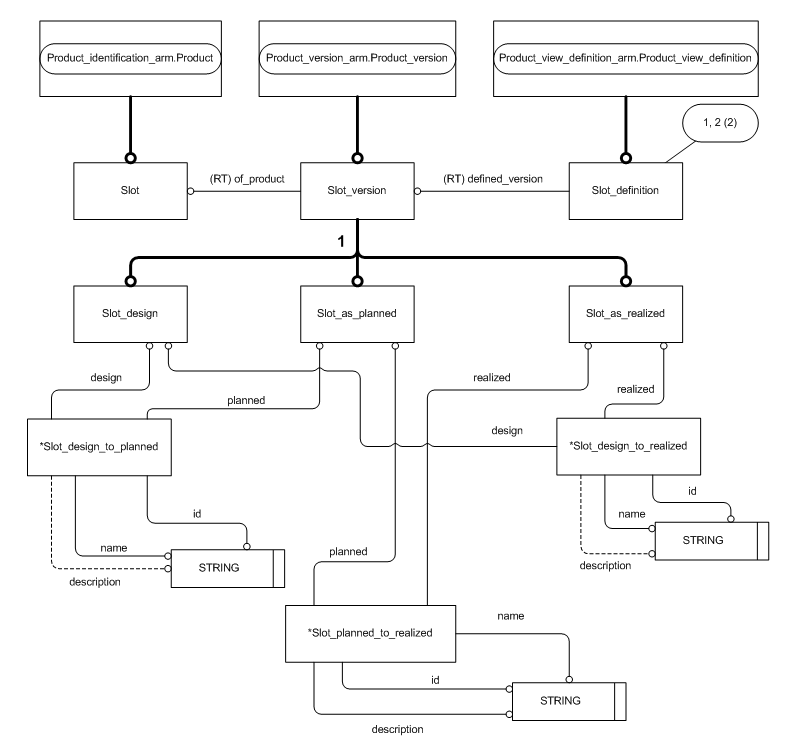 Product_identification_arm.Product
Product_version_arm.Product_version
Product_view_definition_arm.Product_view_definition
1, 2 (2)
Slot
(RT) of_product
Slot_version
(RT) defined_version
Slot_definition
1
Slot_design
Slot_as_planned
Slot_as_realized
design
planned
realized
realized
design
*Slot_design_to_planned
*Slot_design_to_realized
id
name
description
STRING
id
name
description
STRING
planned
*Slot_planned_to_realized
name
id
description
STRING